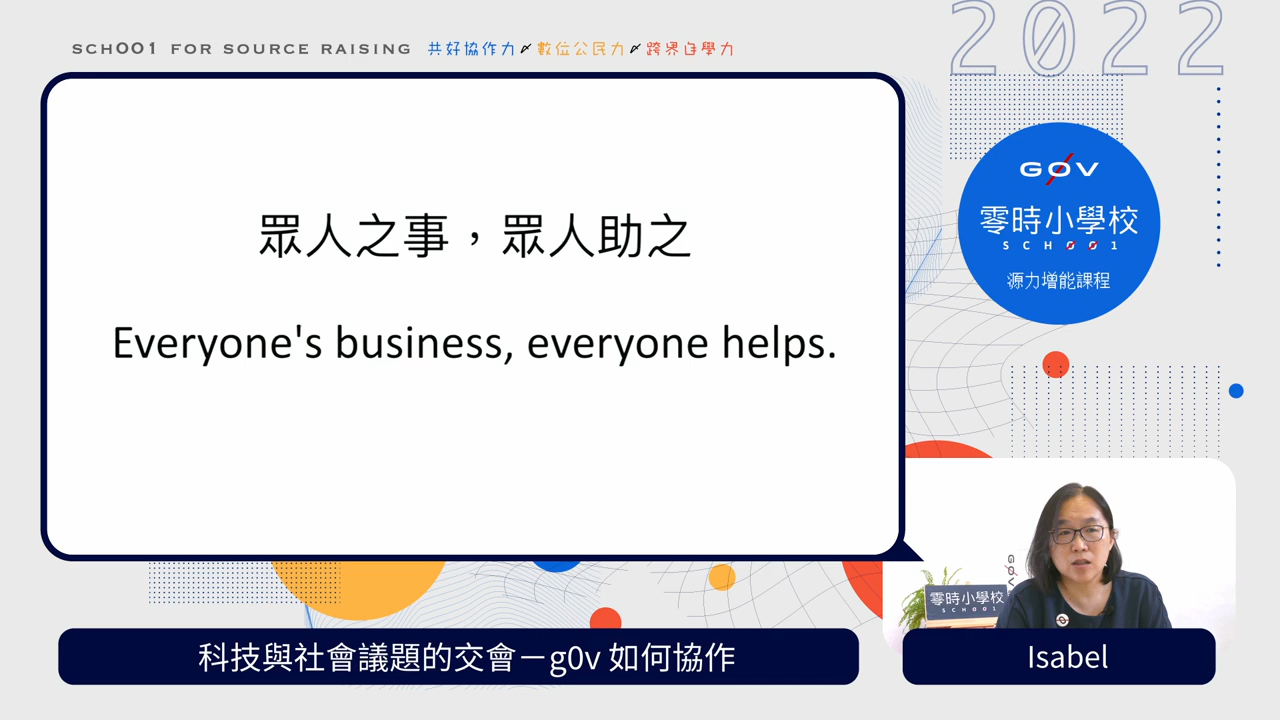 SCH001 FOR SOURCE RAISING 共好協作力 數位公民力 跨界自學力
2022
眾人之事，眾人助之
Everyone's business, everyone helps.
G0V
零時小學校
SCH001
源力增能課程
G0V
零時小學校
SCH001
科技與社會議題的交會－g0v 如何協作
Isabel